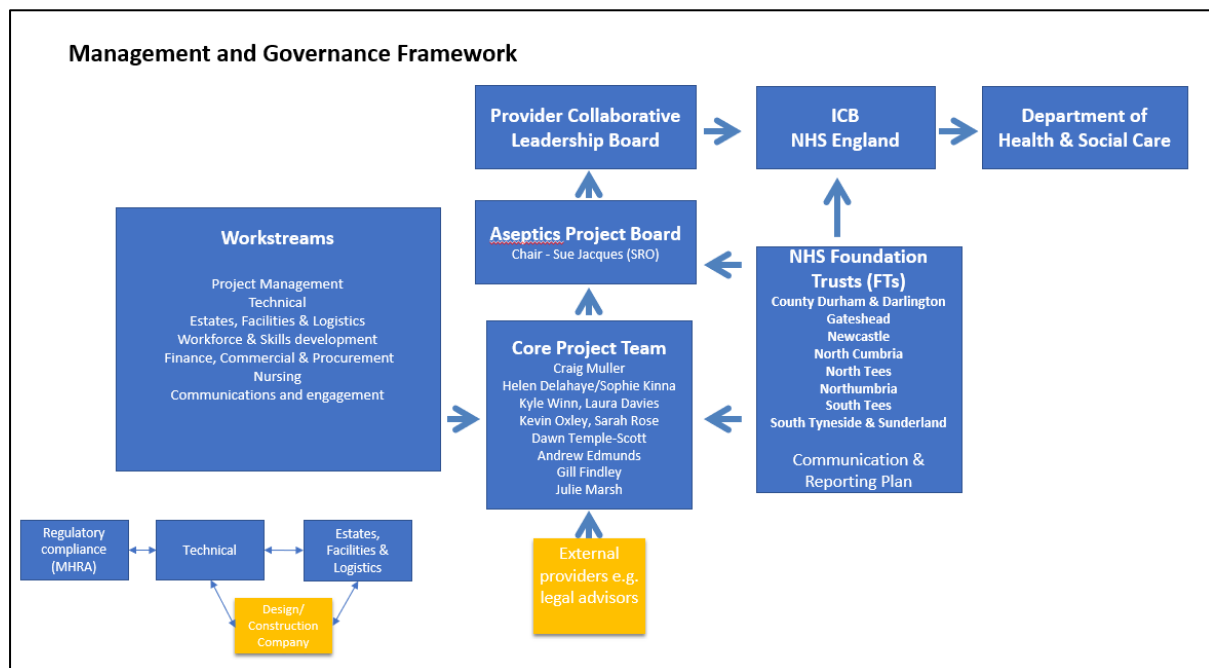 Management and Governance Framework
Provider Collaborative
Leadership Board
ICB
NHS England
Department of
Health & Social Care
Workstreams
Project Management
Technical
Estates, Facilities & Logistics
Workforce & Skills development
Finance, Commercial & Procurement
Nursing
Communications and engagement
Aseptics Project Board
Chair - Sue Jacques (SRO)
NHS Foundation
Trusts (FTs)
County Durham & Darlington
Gateshead
Newcastle
North Cumbria
North Tees
Northumbria
South Tees
South Tyneside & Sunderland
Communication &
Reporting Plan
Core Project Team
Craig Muller
Helen Delahaye/Sophie Kinna
Kyle Winn, Laura Davies
Kevin Oxley, Sarah Rose
Dawn Temple-Scott
Andrew Edmunds
Gill Findley
Julie Marsh
Regulatory
compliance
(MHRA)
Technical
Estates,
Facilities &
Logistics
Design/
Construction
Company
External
providers e.g.
legal advisors